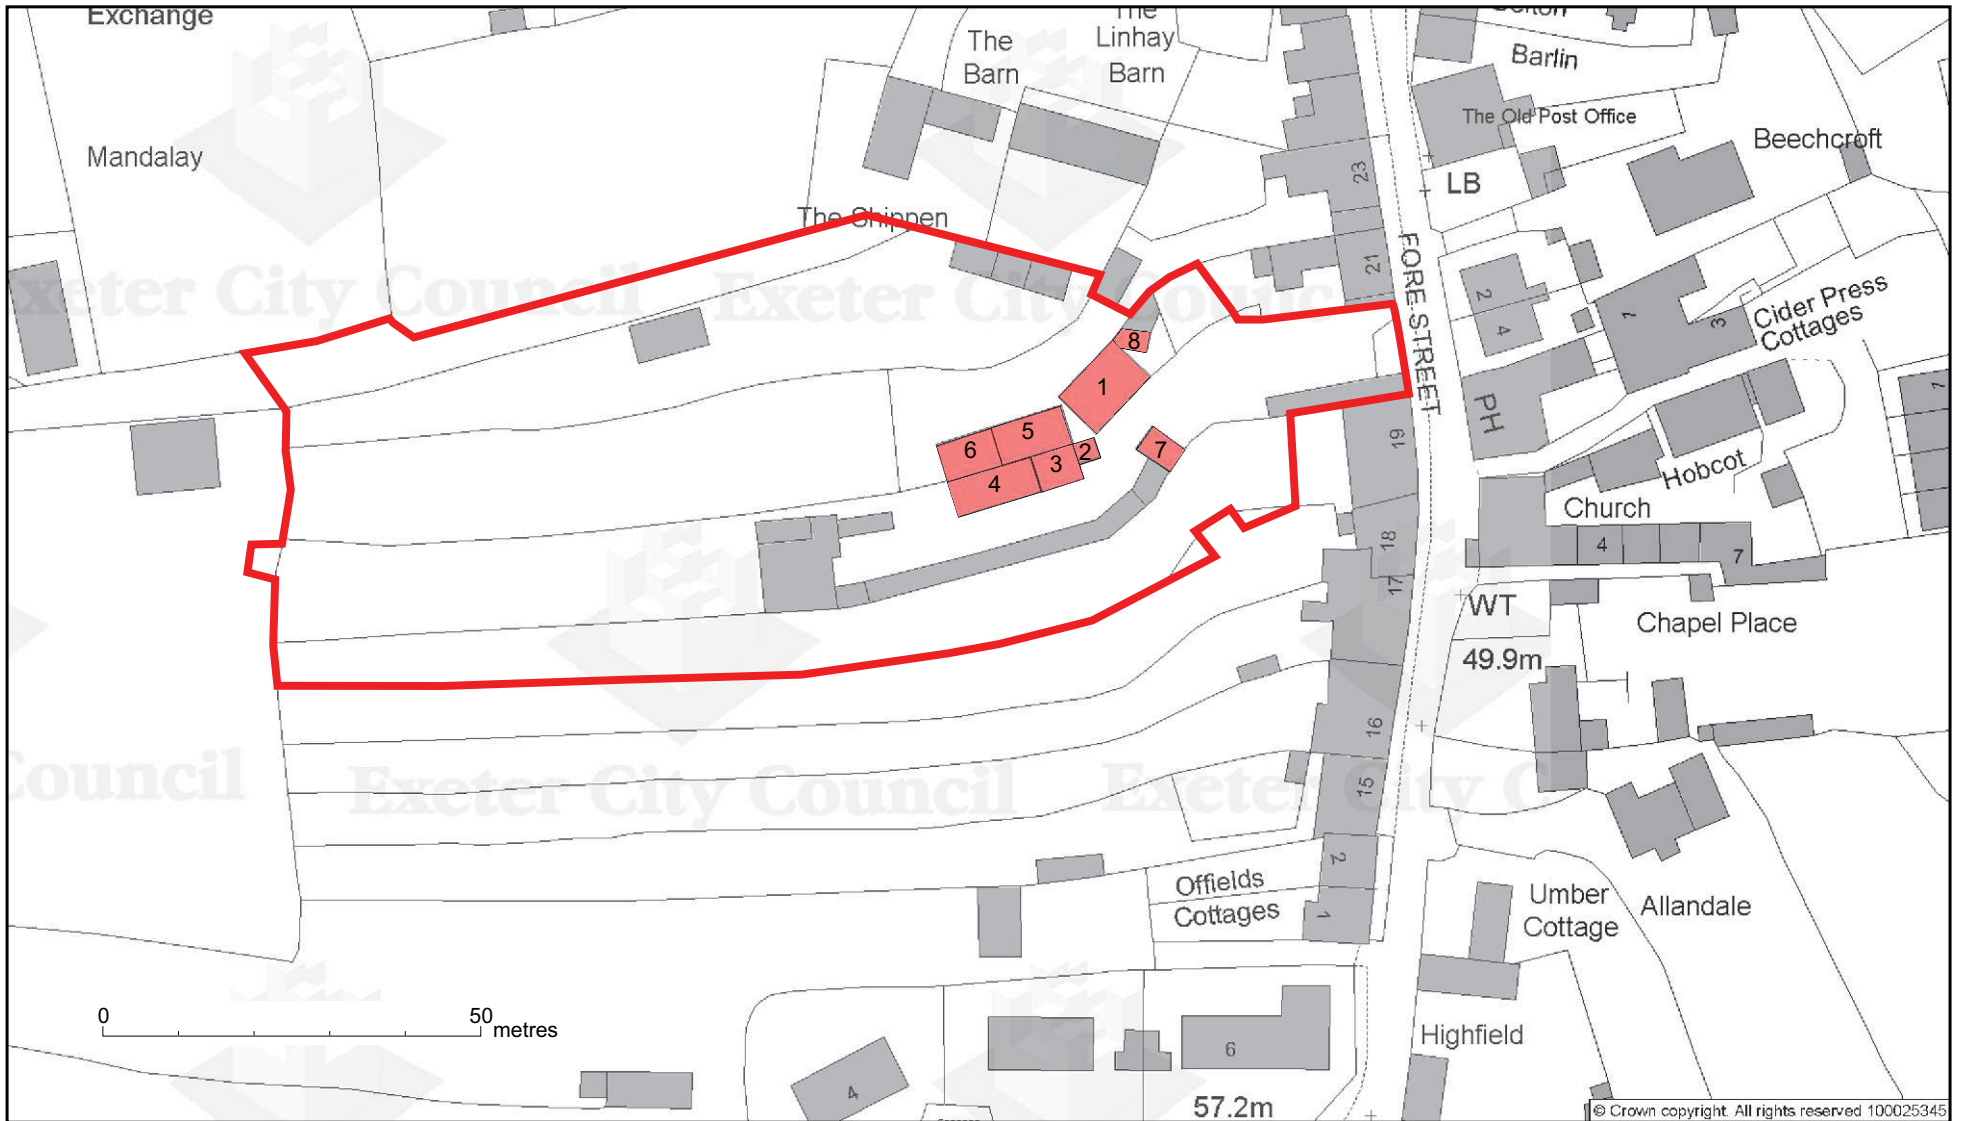 Exchange
The
Barn
The
Linhay
Barn
Barlin
The Old Post Office
Beechcroft
Mandalay
23
LB
The Shippen
FORE STREET
21
2
4
1
3
Cider Press
Cottages
1
Exeter City Council
Exeter City Council
8
1
PH
19
5
6
2
3
4
7
Hobcot
Church
4
7
18
17
WT
Chapel Place
49.9m
16
Council
Exeter City Council
Exeter City C
15
2
Offields
Cottages
1
Umber
Cottage
Allandale
0
50
metres
Highfield
6
4
57.2m
© Crown copyright. All rights reserved 100025345